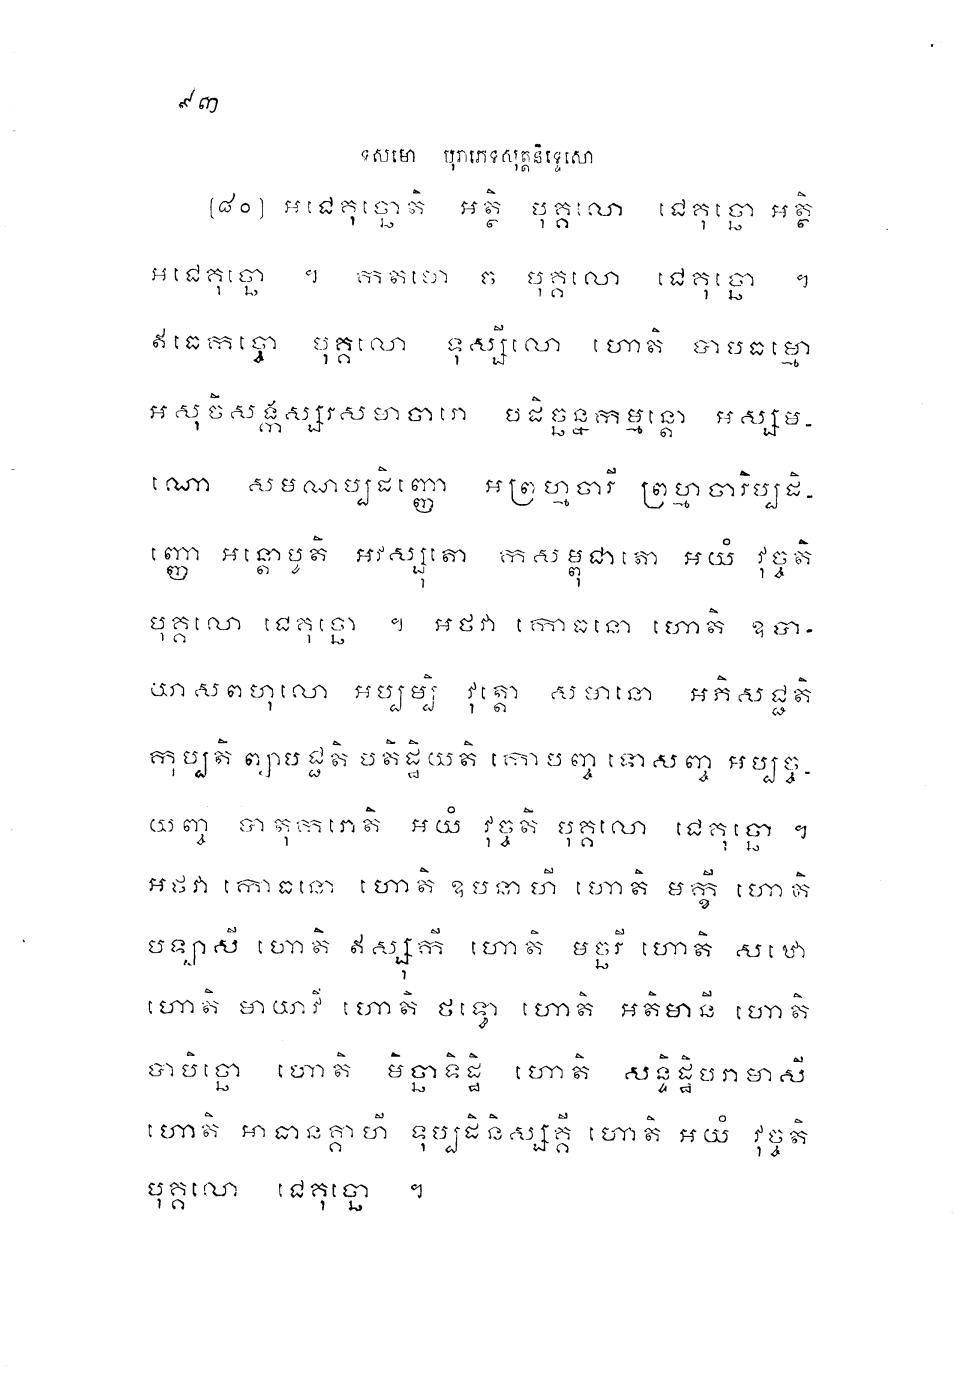 ៩៣
ទសមោ បុរាភេទសុត្តនិទ្ទេសោ
(៨០) អជេគុច្ឆោតិ អត្ថិ បុគ្គលោ ជេគុច្ឆោ អត្ថិ
អជេគុច្ឆោ ។ កតមោ ច បុគ្គលោ ជេគុច្ឆោ ។
ឥធេកច្ចោ បុគ្គលោ ទុស្សីលោ ហោតិ បាបធម្មោ
អសុចិសង្កស្សរសមាចារោ បដិច្ឆន្នកម្មន្តោ អស្សម-
ណោ សមណប្បដិញ្ញោ អព្រហ្មចារី ព្រហ្មចារិប្បដិ-
ញ្ញោ អន្តោបូតិ អវស្សុតោ កសម្ពុជាតោ អយំ វុច្ចតិ
បុគ្គលោ ជេគុច្ឆោ ។ អថវា កោធនោ ហោតិ ឧបា-
យាសពហុលោ អប្បម្បិ វុត្តោ សមានោ អភិសជ្ជតិ
កុប្បតិ ព្យាបជ្ជតិ បតិដ្ឋិយតិ កោបញ្ច ទោសញ្ច អប្បច្ច-
យញ្ច បាតុករោតិ អយំ វុច្ចតិ បុគ្គលោ ជេគុច្ឆោ ។
អថវា កោធនោ ហោតិ ឧបនាហី ហោតិ មក្ខី ហោតិ
បឡាសី ហោតិ ឥស្សុកី ហោតិ មច្ឆរី ហោតិ សឋោ
ហោតិ មាយាវី ហោតិ ថទ្ធោ ហោតិ អតិមានី ហោតិ
បាបិច្ឆោ ហោតិ មិច្ឆាទិដ្ឋិ ហោតិ សន្ទិដ្ឋិបរាមាសី
ហោតិ អាធានគ្គាហី ទុប្បដិនិស្សគ្គី ហោតិ អយំ វុច្ចតិ
បុគ្គលោ ជេគុច្ឆោ ។